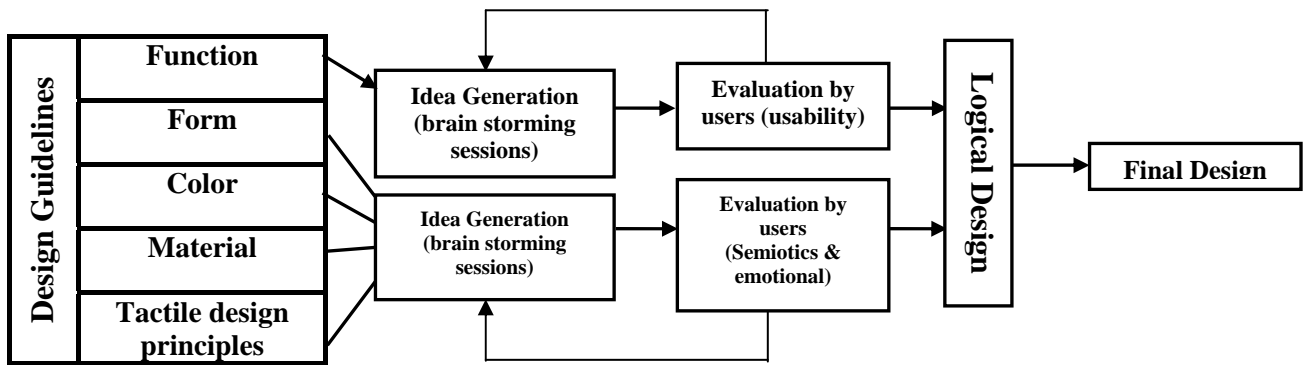 Design Guidelines
Function
Form
Color
Material
Tactile design
principles
Idea Generation
(brain storming
sessions)
Evaluation by
users (usability)
Idea Generation
(brain storming
sessions)
Evaluation by
users
(Semiotics &
emotional)
Logical Design
Final Design